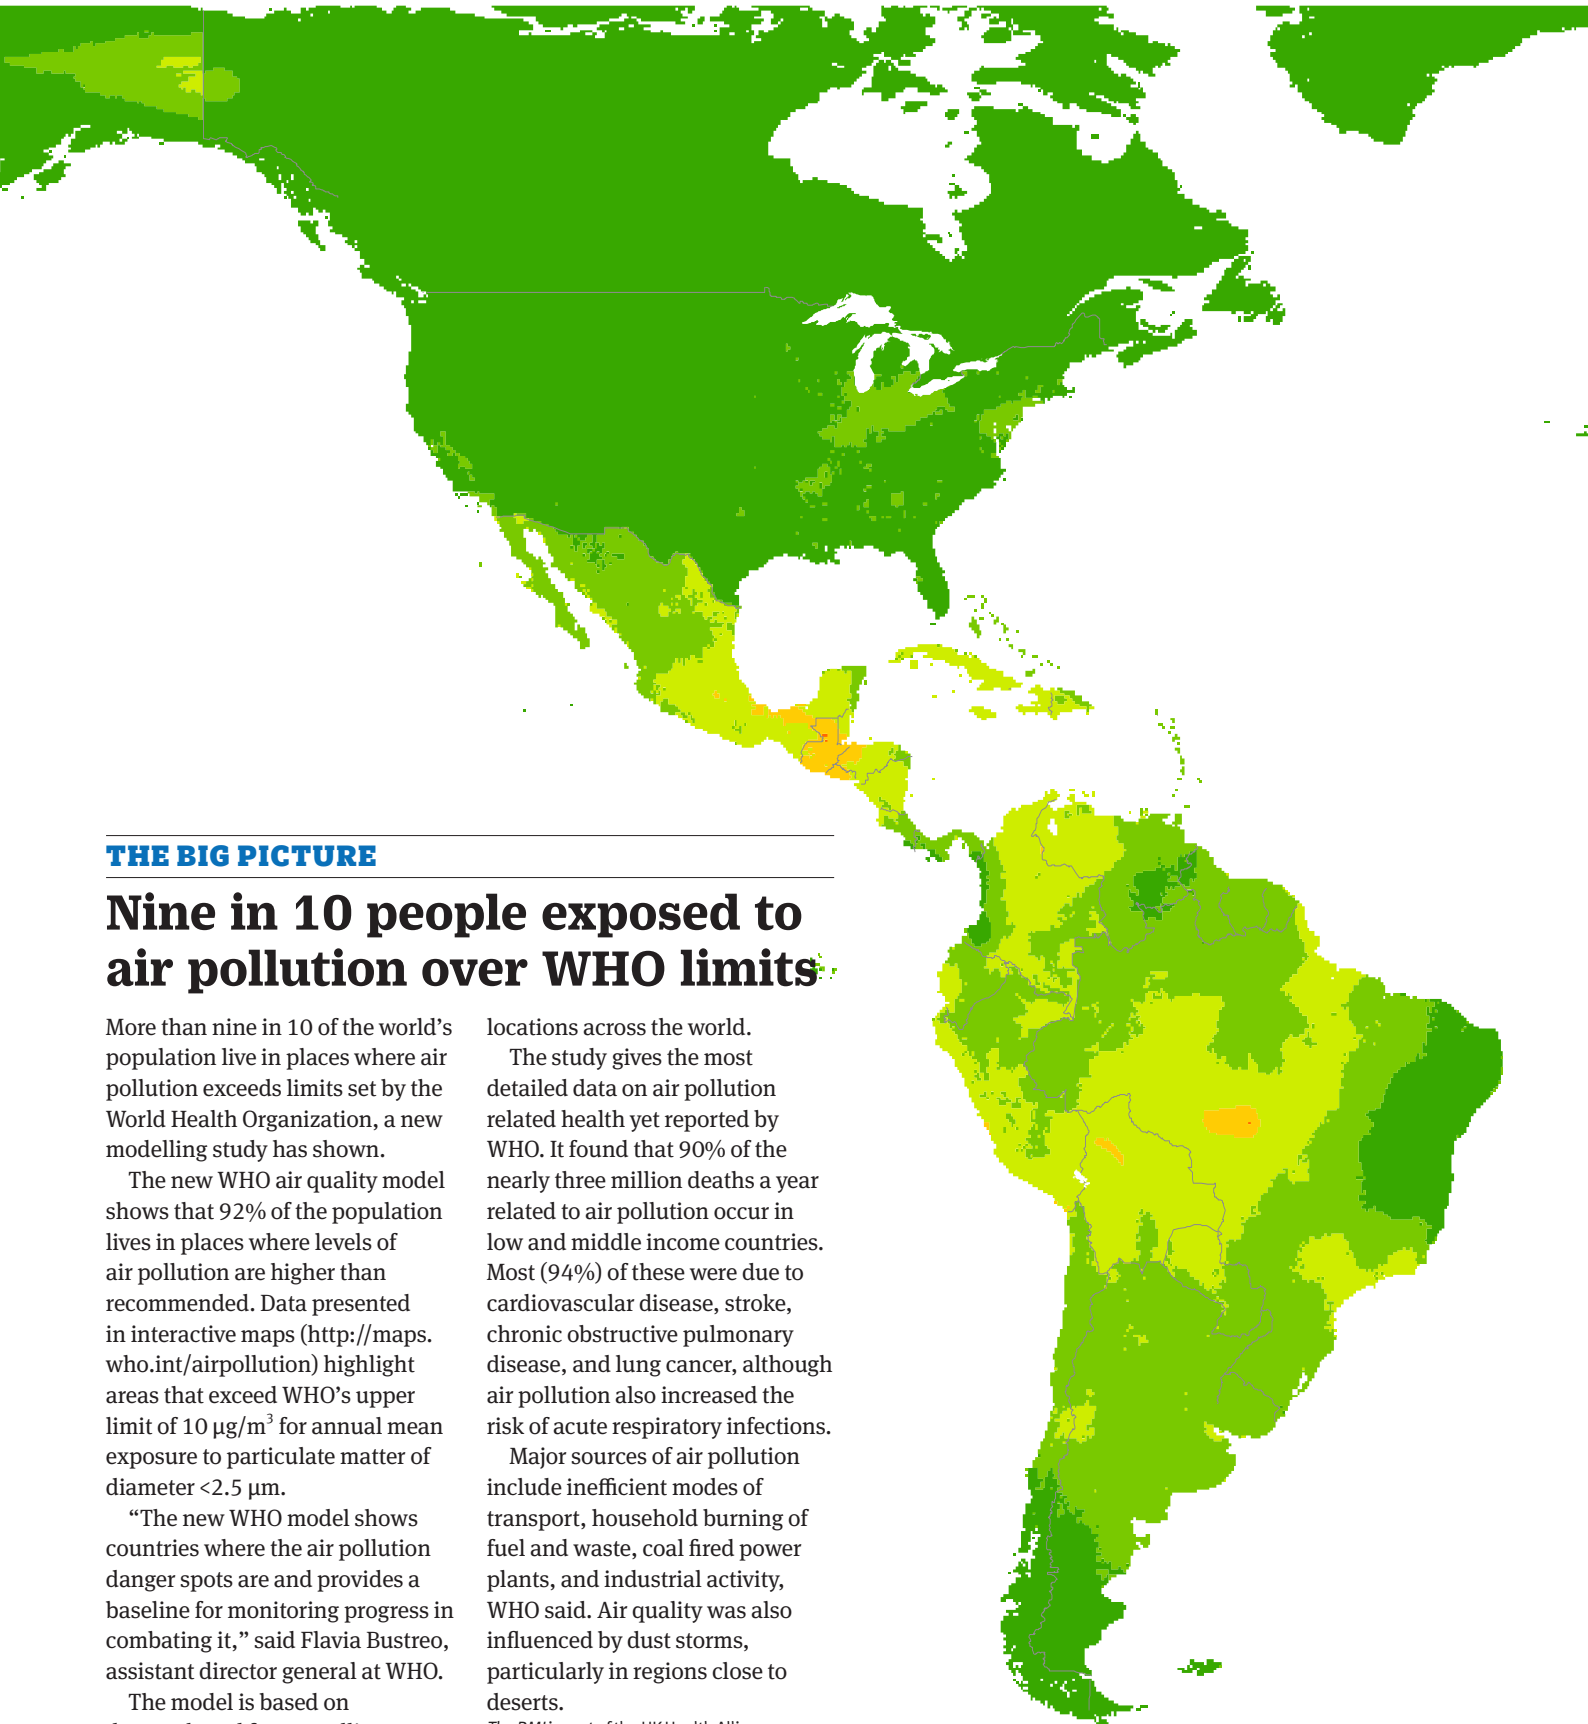 THE BIG PICTURE
Nine in 10 people exposed to
air pollution over WHO limits
More than nine in 10 of the world’s
population live in places where air
pollution exceeds limits set by the
World Health Organization, a new
modelling study has shown.
The new WHO air quality model
shows that 92% of the population
lives in places where levels of
air pollution are higher than
recommended. Data presented
in interactive maps (http://maps.
who.int/airpollution) highlight
areas that exceed WHO’s upper
limit of 10 μg/m³ for annual mean
exposure to particulate matter of
diameter <2.5 μm.
“The new WHO model shows
countries where the air pollution
danger spots are and provides a
baseline for monitoring progress in
combating it,” said Flavia Bustreo,
assistant director general at WHO.
The model is based on
locations across the world.
The study gives the most
detailed data on air pollution
related health yet reported by
WHO. It found that 90% of the
nearly three million deaths a year
related to air pollution occur in
low and middle income countries.
Most (94%) of these were due to
cardiovascular disease, stroke,
chronic obstructive pulmonary
disease, and lung cancer, although
air pollution also increased the
risk of acute respiratory infections.
Major sources of air pollution
include inefficient modes of
transport, household burning of
fuel and waste, coal fired power
plants, and industrial activity,
WHO said. Air quality was also
influenced by dust storms,
particularly in regions close to
deserts.